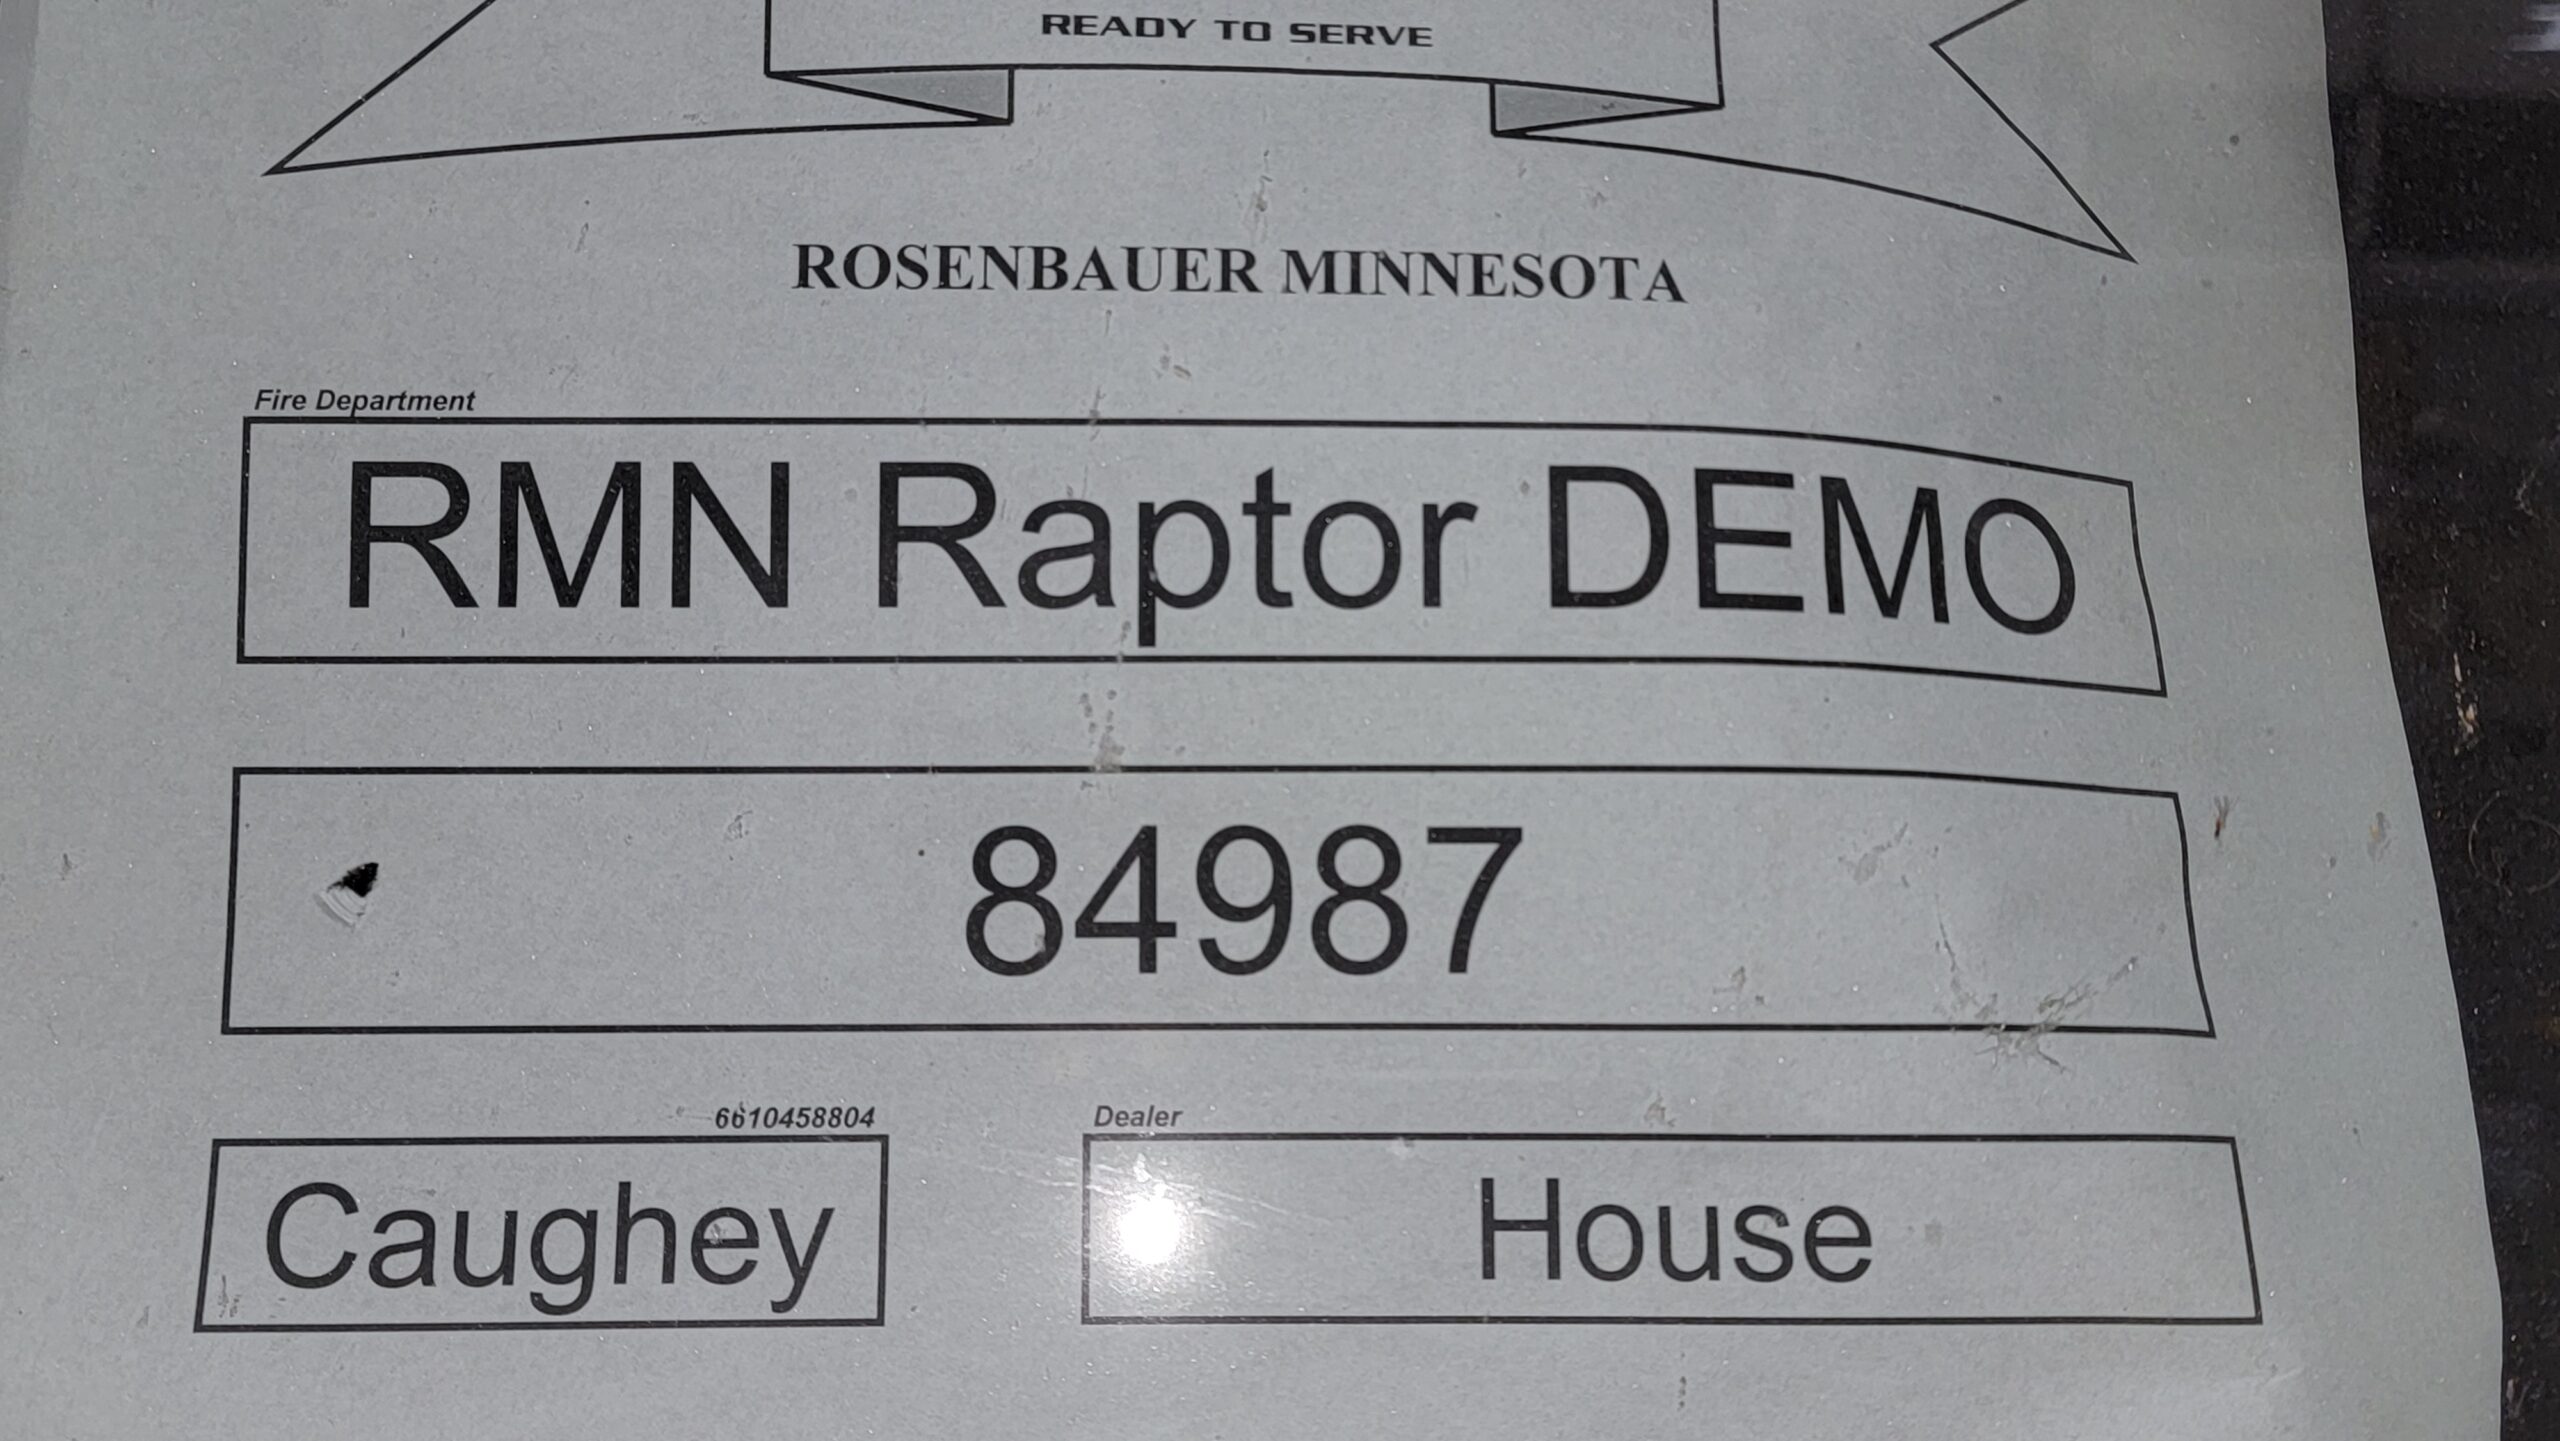 READY TO SERVE
ROSENBAUER MINNESOTA
Fire Department
RMN Raptor DEMO
84987
6610458804
Caughey
Dealer
House